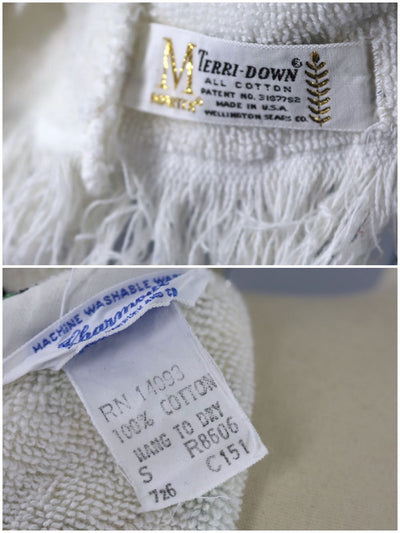 M
TERRI-DOWN®
ALL COTTON
PATENT NO. 3187752
MADE IN U.S.A.
WELLINGTON SEARS CO.
MACHINE WASHABLE
RN 14093
100% COTTON
HANG TO DRY
S R8606
726 C151